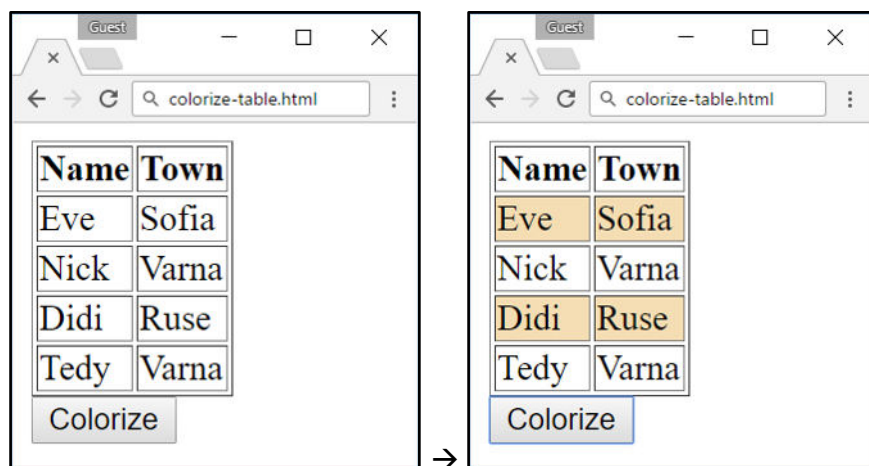 Guest
colorize-table.html
Name Town
Eve Sofia
Nick Varna
Didi Ruse
Tedy Varna
Colorize
→
Guest
colorize-table.html
Name Town
Eve Sofia
Nick Varna
Didi Ruse
Tedy Varna
Colorize